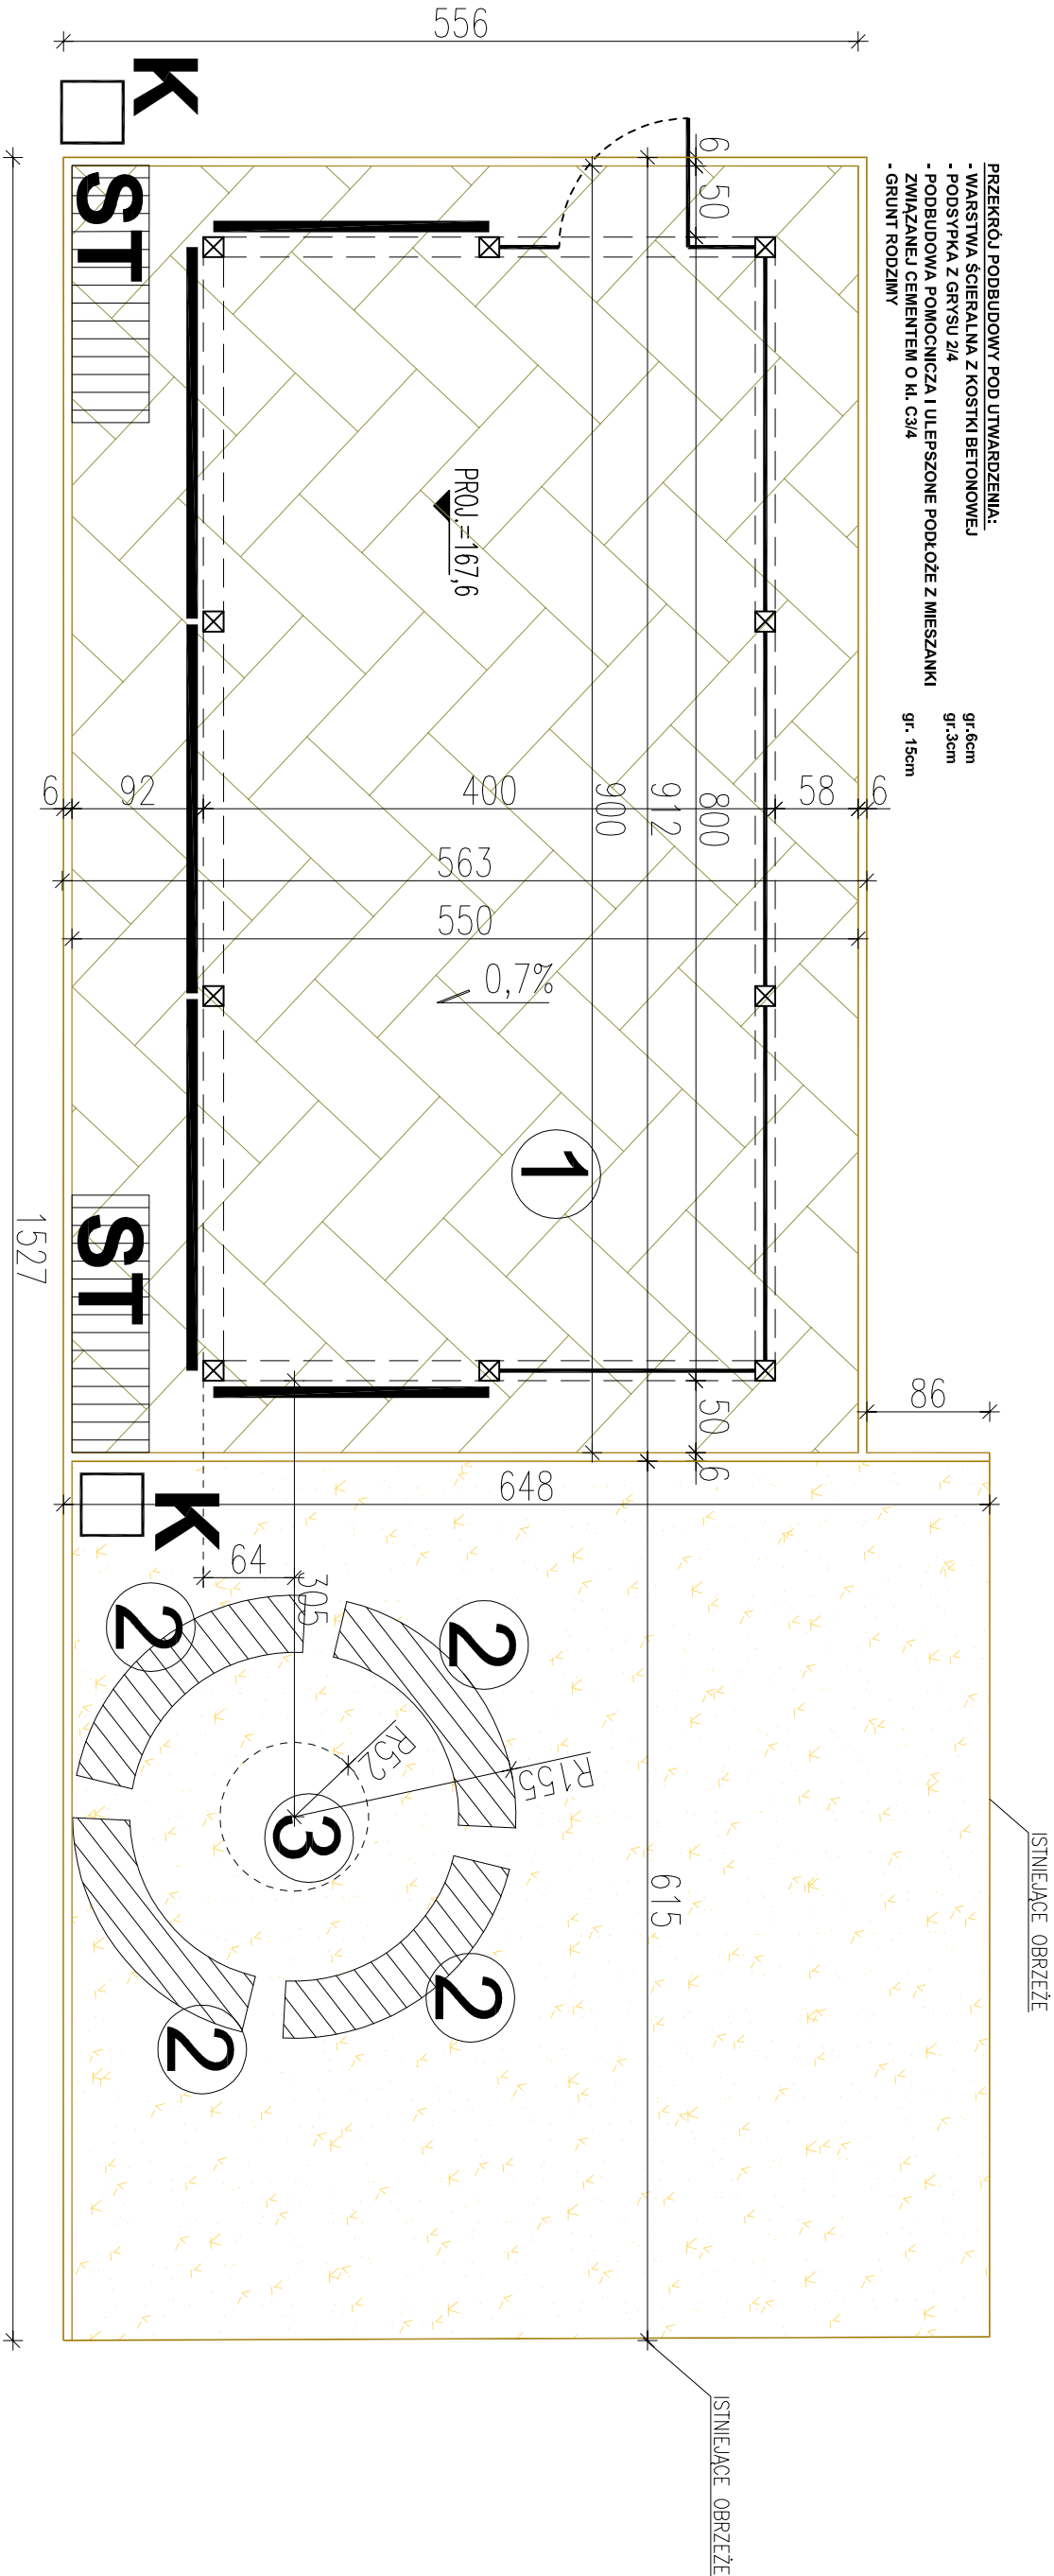 PRZEKRÓJ PODBUDOWY POD UTWARDZENIA:
- WARSTWA ŚCIERALNA Z KOSTKI BETONOWEJ gr.6cm
- PODSYPKA Z GRYSU 2/4 gr.3cm
- PODBUDOWA POMOCNICZA I ULEPSZONE PODŁOŻE Z MIESZANKI
ZWIĄZANEJ CEMENTEM O kl. C3/4 gr. 15cm
- GRUNT RODZIMY
556
K
ST
6
50
PROJ.=167,6
6
92
400
58
6
800
912
900
563
550
0,7%
1
ST
1527
50
6
86
648
K
64
305
2
2
R52
R155
3
615
2
2
ISTNIEJĄCE OBRZEŻE
ISTNIEJĄCE OBRZEŻE